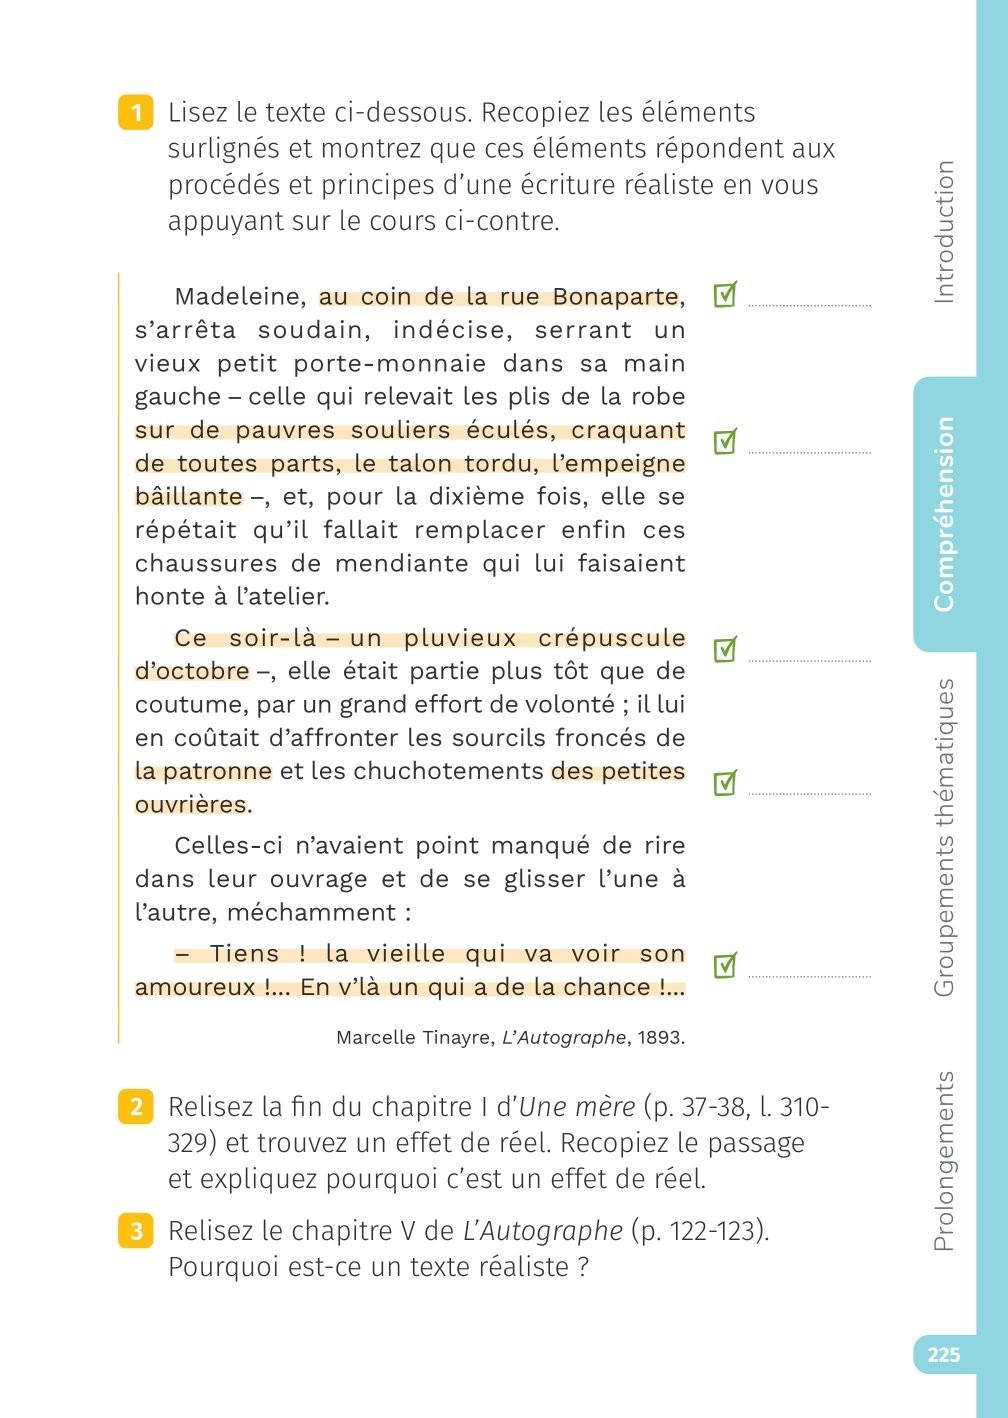 1 Lisez le texte ci-dessous. Recopiez les éléments
surlignés et montrez que ces éléments répondent aux
procédés et principes d’une écriture réaliste en vous
appuyant sur le cours ci-contre.
Madeleine, au coin de la rue Bonaparte,
s’arrêta soudain, indécise, serrant un
vieux petit porte-monnaie dans sa main
gauche – celle qui relevait les plis de la robe
sur de pauvres souliers éculés, craquant
de toutes parts, le talon tordu, l’empeigne
bâillante –, et, pour la dixième fois, elle se
répétait qu’il fallait remplacer enfin ces
chaussures de mendiante qui lui faisaient
honte à l’atelier.
Ce soir-là – un pluvieux crépuscule
d’octobre –, elle était partie plus tôt que de
coutume, par un grand effort de volonté ; il lui
en coûtait d’affronter les sourcils froncés de
la patronne et les chuchotements des petites
ouvrières.
Celles-ci n’avaient point manqué de rire
dans leur ouvrage et de se glisser l’une à
l’autre, méchamment :
– Tiens ! la vieille qui va voir son
amoureux !... En v’là un qui a de la chance !...
Marcelle Tinayre, L’Autographe, 1893.
2 Relisez la fin du chapitre I d’Une mère (p. 37-38, l. 310-
329) et trouvez un effet de réel. Recopiez le passage
et expliquez pourquoi c’est un effet de réel.
3 Relisez le chapitre V de L’Autographe (p. 122-123).
Pourquoi est-ce un texte réaliste ?
Introduction
Compréhension
Groupements thématiques
Prolongements
225